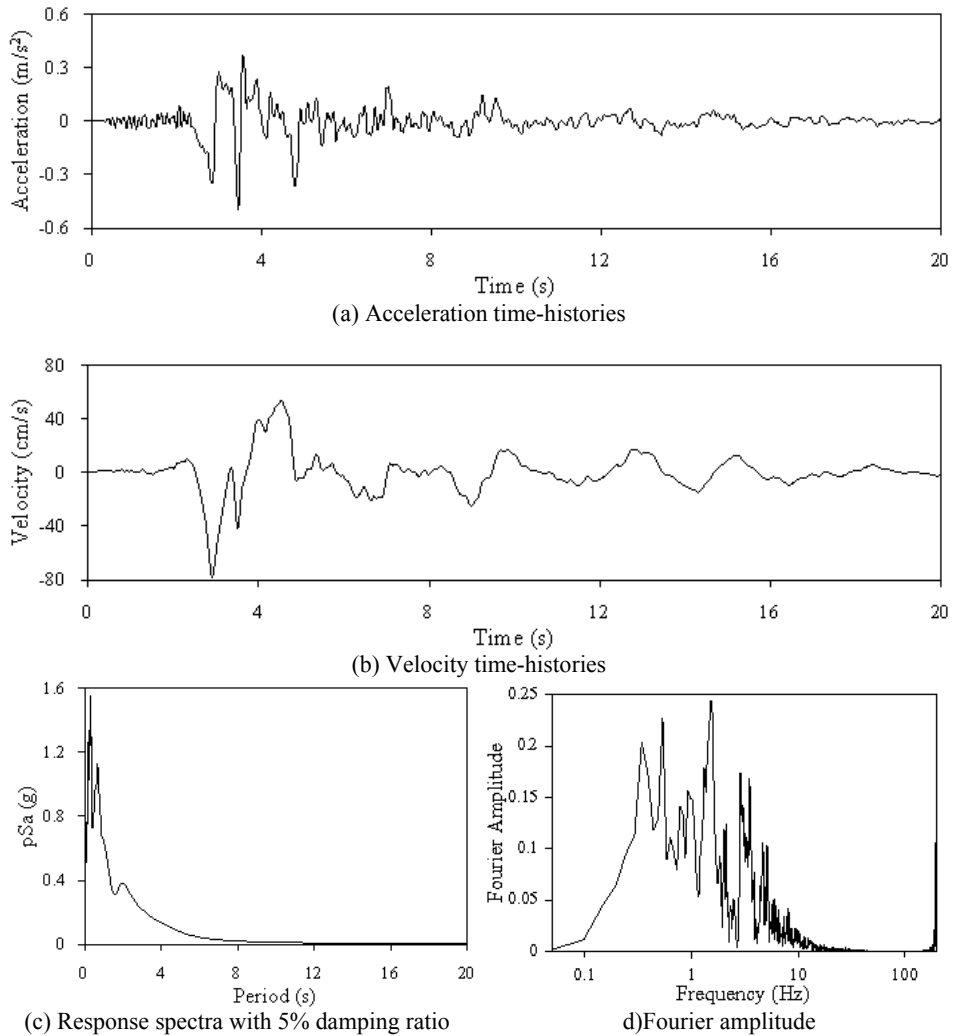 0.6
0.3
0
-0.3
-0.6
Acceleration (m/s²)
0 4 8 12 16 20
Time (s)
(a) Acceleration time-histories
80
40
0
-40
-80
Velocity (cm/s)
0 4 8 12 16 20
Time (s)
(b) Velocity time-histories
1.6
1.2
0.8
0.4
0
pSa (g)
0 4 8 12 16 20
Period (s)
(c) Response spectra with 5% damping ratio
0.25
0.2
0.15
0.1
0.05
0
Fourier Amplitude
0.1 1 10 100
Frequency (Hz)
d)Fourier amplitude